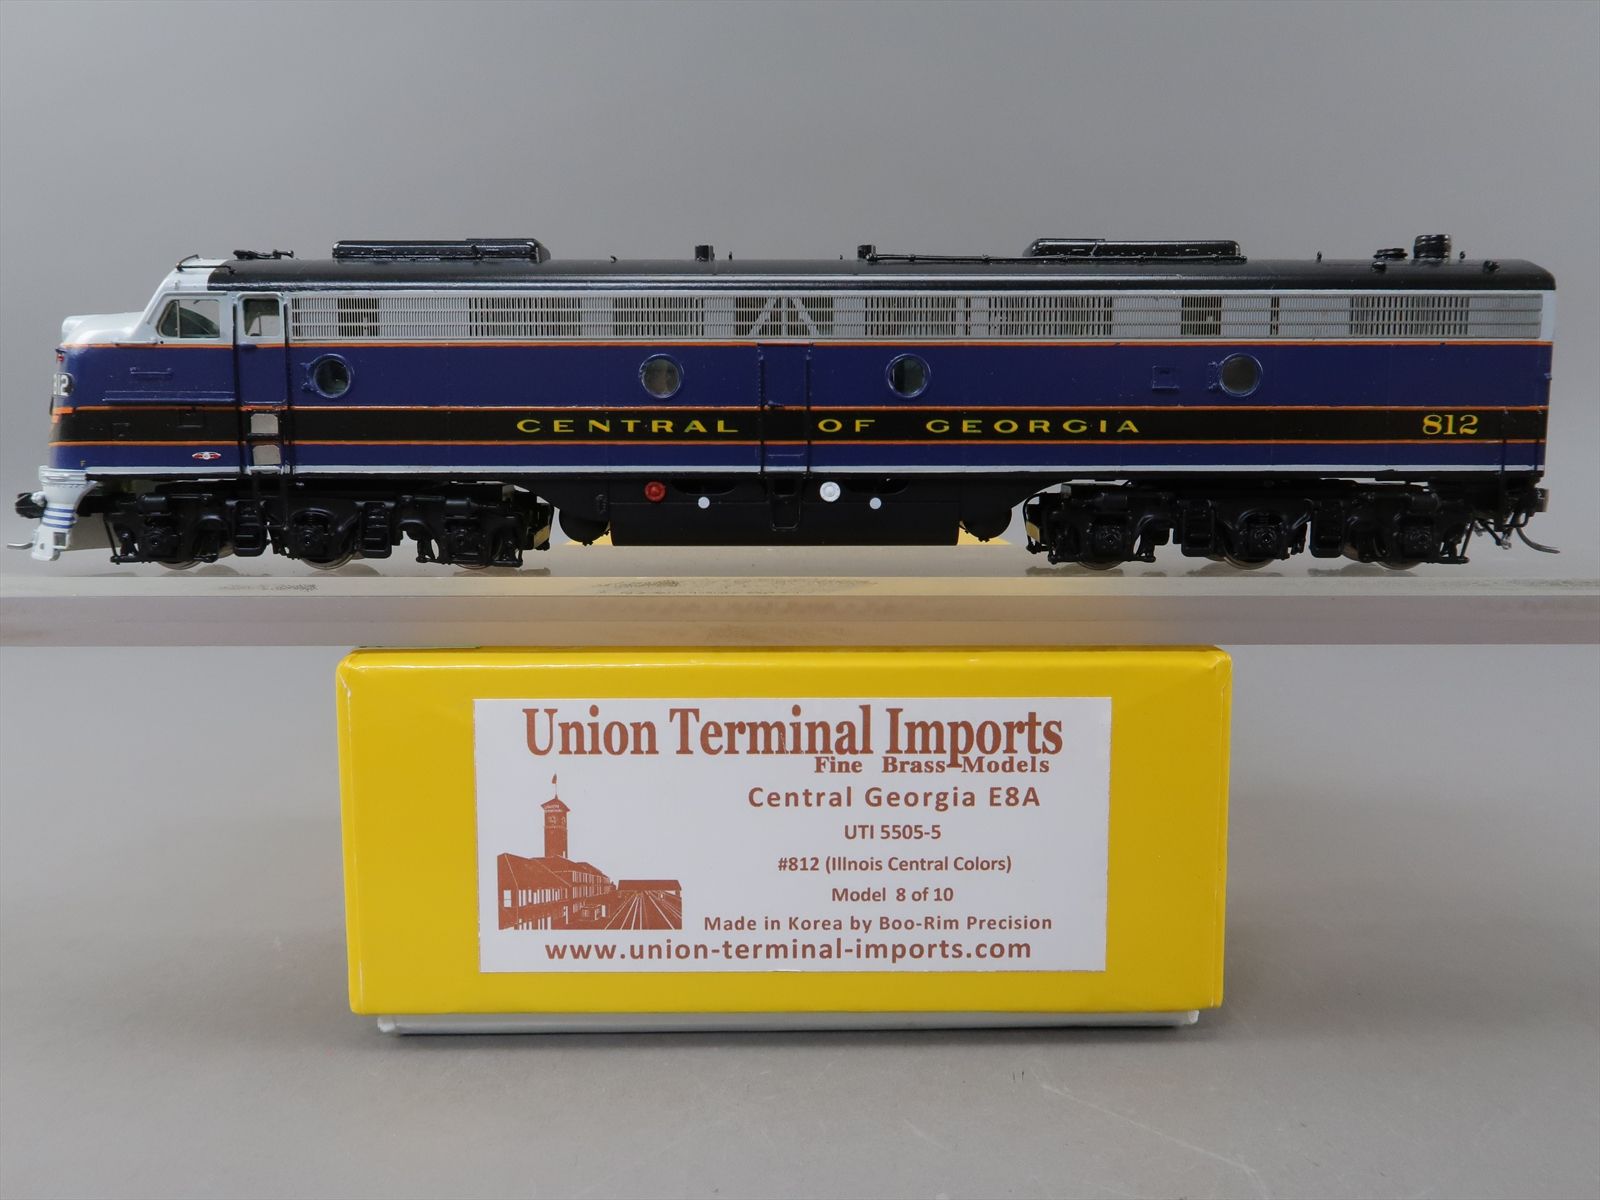 812
CENTRAL OF GEORGIA 812
F
Union Terminal Imports
Fine Brass Models
Central Georgia E8A
UTI 5505-5
#812 (Illnois Central Colors)
Model 8 of 10
Made in Korea by Boo-Rim Precision
www.union-terminal-imports.com